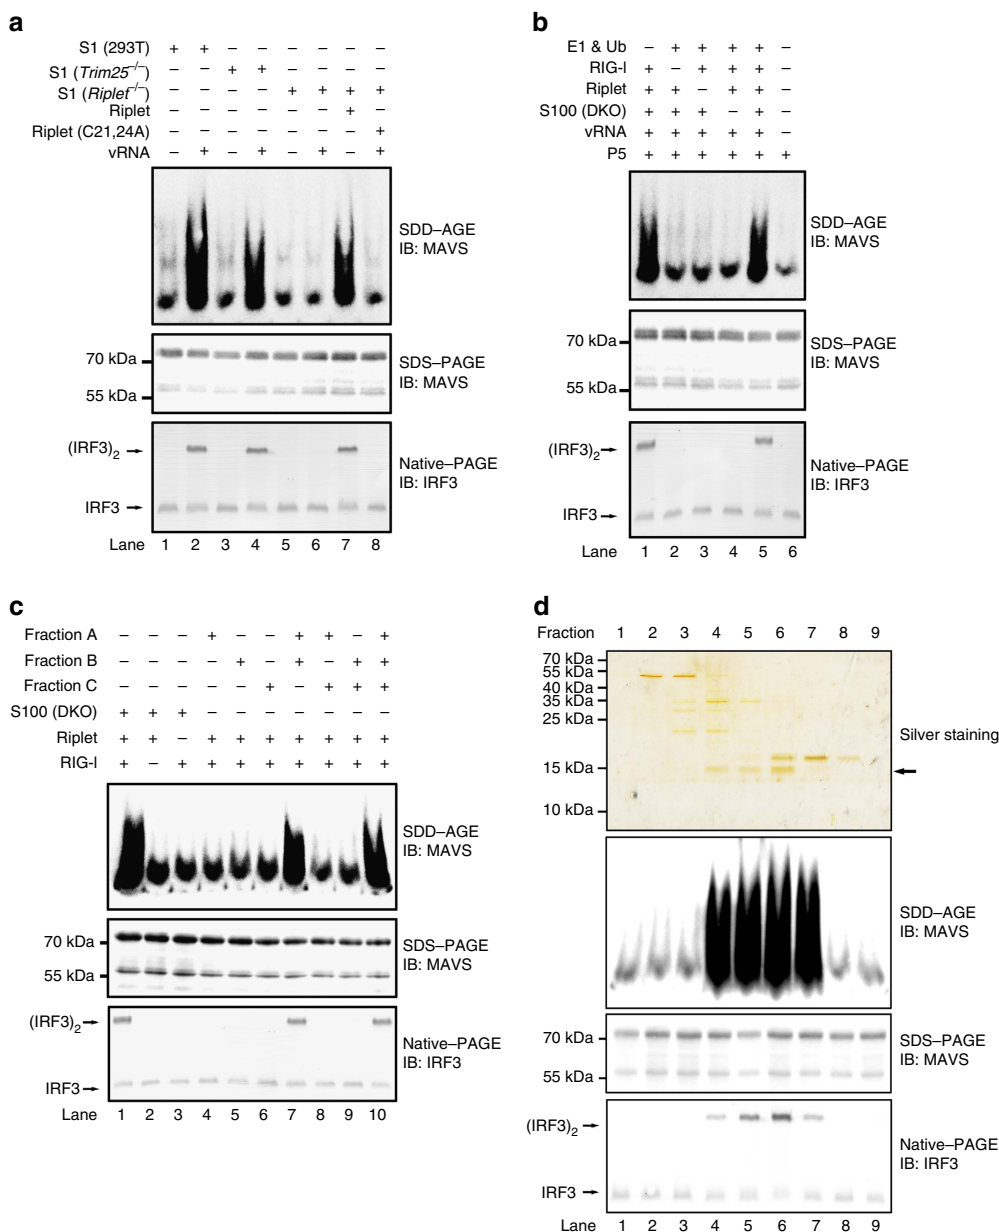 a
S1 (293T) + + – – – – – –
S1 (Trim25–/–) – – + + – – – –
S1 (Riplet–/–) – – – – + + + +
Riplet – – – – – – + –
Riplet (C21,24A) – – – – – – – +
vRNA – + – + – + + +
SDD–AGE
IB: MAVS
70 kDa
55 kDa
SDS–PAGE
IB: MAVS
(IRF3)2
IRF3
Native–PAGE
IB: IRF3
Lane 1 2 3 4 5 6 7 8
b
E1 & Ub – + + + + –
RIG-I + – + + + –
Riplet + + – + + –
S100 (DKO) + + + – + –
vRNA + + + + + –
P5 + + + + + +
SDD–AGE
IB: MAVS
70 kDa
55 kDa
SDS–PAGE
IB: MAVS
(IRF3)2
IRF3
Native–PAGE
IB: IRF3
Lane 1 2 3 4 5 6
c
Fraction A – – – + – – + + – +
Fraction B – – – – + – + – + +
Fraction C – – – – – + – + + +
S100 (DKO) + + + – – – – – – –
Riplet + + – + + + + + + +
RIG-I + – + + + + + + + +
SDD–AGE
IB: MAVS
70 kDa
55 kDa
SDS–PAGE
IB: MAVS
(IRF3)2
IRF3
Native–PAGE
IB: IRF3
Lane 1 2 3 4 5 6 7 8 9 10
d
Fraction 1 2 3 4 5 6 7 8 9
70 kDa
55 kDa
40 kDa
35 kDa
25 kDa
15 kDa
10 kDa
Silver staining
SDD–AGE
IB: MAVS
70 kDa
55 kDa
SDS–PAGE
IB: MAVS
(IRF3)2
IRF3
Native–PAGE
IB: IRF3
Lane 1 2 3 4 5 6 7 8 9